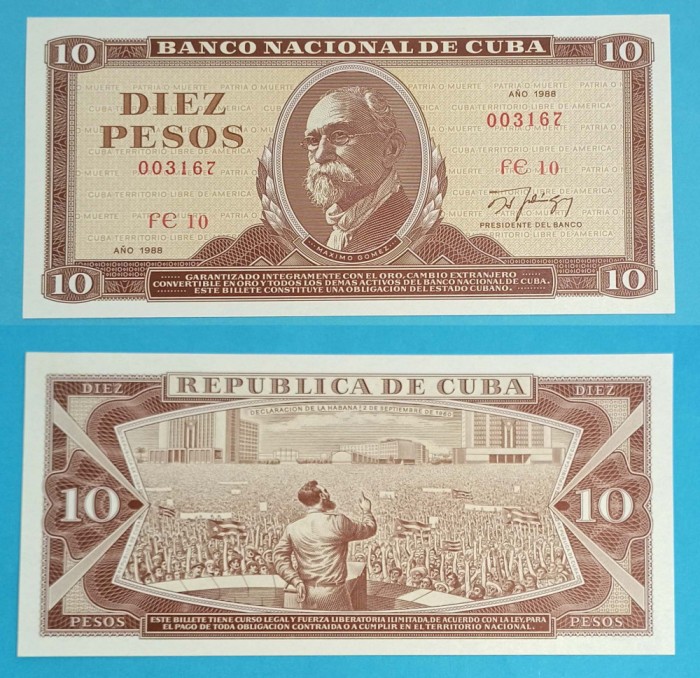 10 BANCO NACIONAL DE CUBA 10
PATRIA O MUERTE
CUBA TERRITORIO LIBRE DE AMERICA
AÑO 1988
DIEZ
PESOS
003167
003167
FE 10
FE 10
PRESIDENTE DEL BANCO
AÑO 1988
MAXIMO GOMEZ
10 10
GARANTIZADO INTEGRAMENTE CON EL ORO, CAMBIO EXTRANJERO
CONVERTIBLE EN ORO Y TODOS LOS DEMAS ACTIVOS DEL BANCO NACIONAL DE CUBA.
ESTE BILLETE CONSTITUYE UNA OBLIGACION DEL ESTADO CUBANO.
DIEZ REPUBLICA DE CUBA DIEZ
DECLARACION DE LA HABANA 2 DE SEPTIEMBRE DE 1960
10 10
PESOS PESOS
ESTE BILLETE TIENE CURSO LEGAL Y FUERZA LIBERATORIA ILIMITADA, DE ACUERDO CON LA LEY, PARA
EL PAGO DE TODA OBLIGACION CONTRAIDA O A CUMPLIR EN EL TERRITORIO NACIONAL.